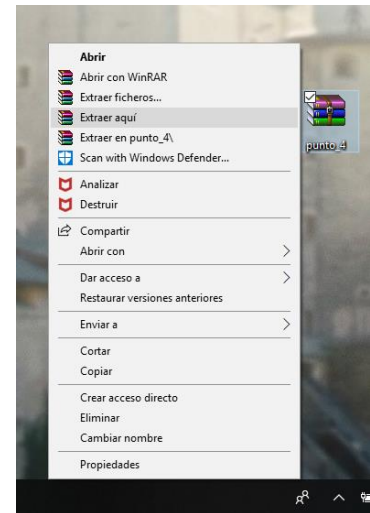 Abrir
Abrir con WinRAR
Extraer ficheros...
Extraer aquí
Extraer en punto_4\
Scan with Windows Defender...
Analizar
Destruir
Compartir
Abrir con
Dar acceso a
Restaurar versiones anteriores
Enviar a
Cortar
Copiar
Crear acceso directo
Eliminar
Cambiar nombre
Propiedades
punto_4